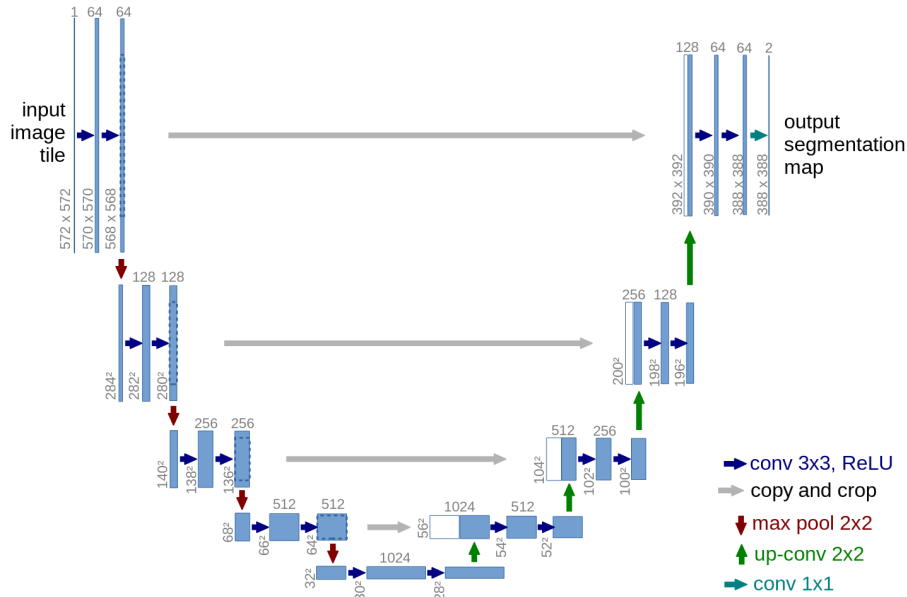 1 64 64
input
image
tile
572 x 572
570 x 570
568 x 568
128 64 64 2
output
segmentation
map
392 x 392
390 x 390
388 x 388
388 x 388
128 128
284²
282²
280²
256 128
200²
198²
196²
256 256
140²
138²
136²
512 256
104²
102²
100²
512 512
68²
66²
64²
1024 512
56²
54²
52²
1024
32²
30²
28²
conv 3x3, ReLU
copy and crop
max pool 2x2
up-conv 2x2
conv 1x1